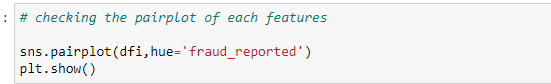 : # checking the pairplot of each features
sns.pairplot(dfi,hue='fraud_reported')
plt.show()